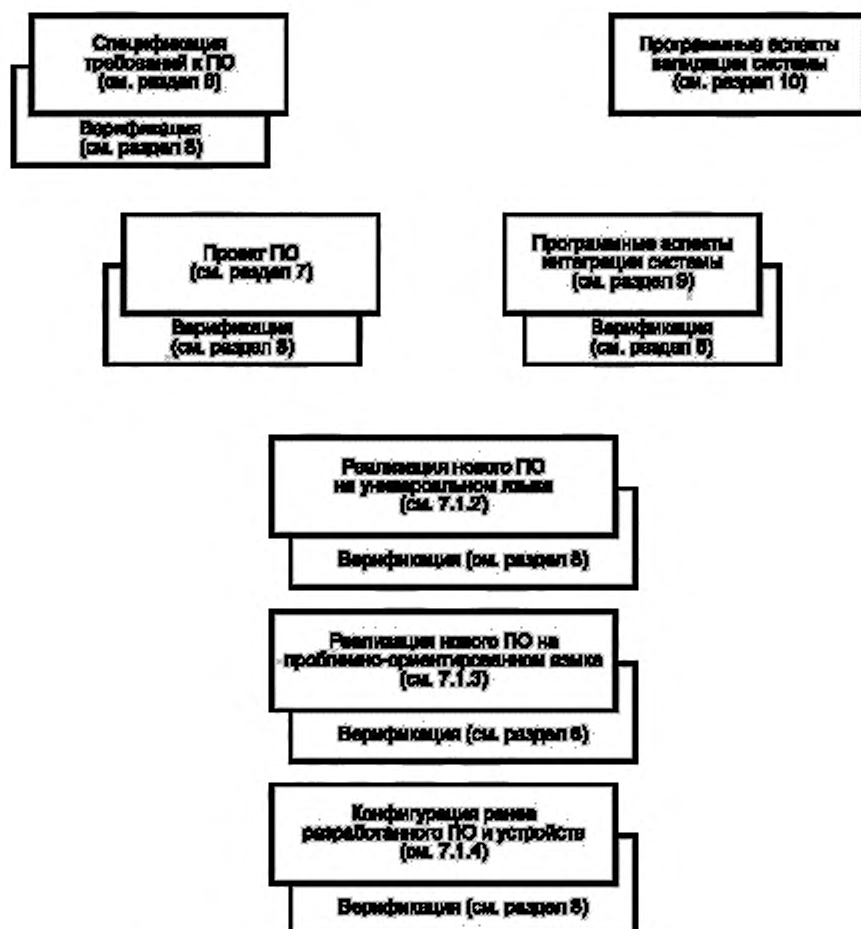 Спецификация
требований к ПО
(см. раздел 6)
Верификация
(см. раздел 8)
Программные аспекты
валидации системы
(см. раздел 10)
Проект ПО
(см. раздел 7)
Верификация
(см. раздел 8)
Программные аспекты
интеграции системы
(см. раздел 9)
Верификация
(см. раздел 8)
Реализация нового ПО
на универсальном языке
(см. 7.1.2)
Верификация (см. раздел 8)
Реализация нового ПО на
проблемно-ориентированном языке
(см. 7.1.3)
Верификация (см. раздел 8)
Конфигурация ранее
разработанного ПО и устройств
(см. 7.1.4)
Верификация (см. раздел 8)